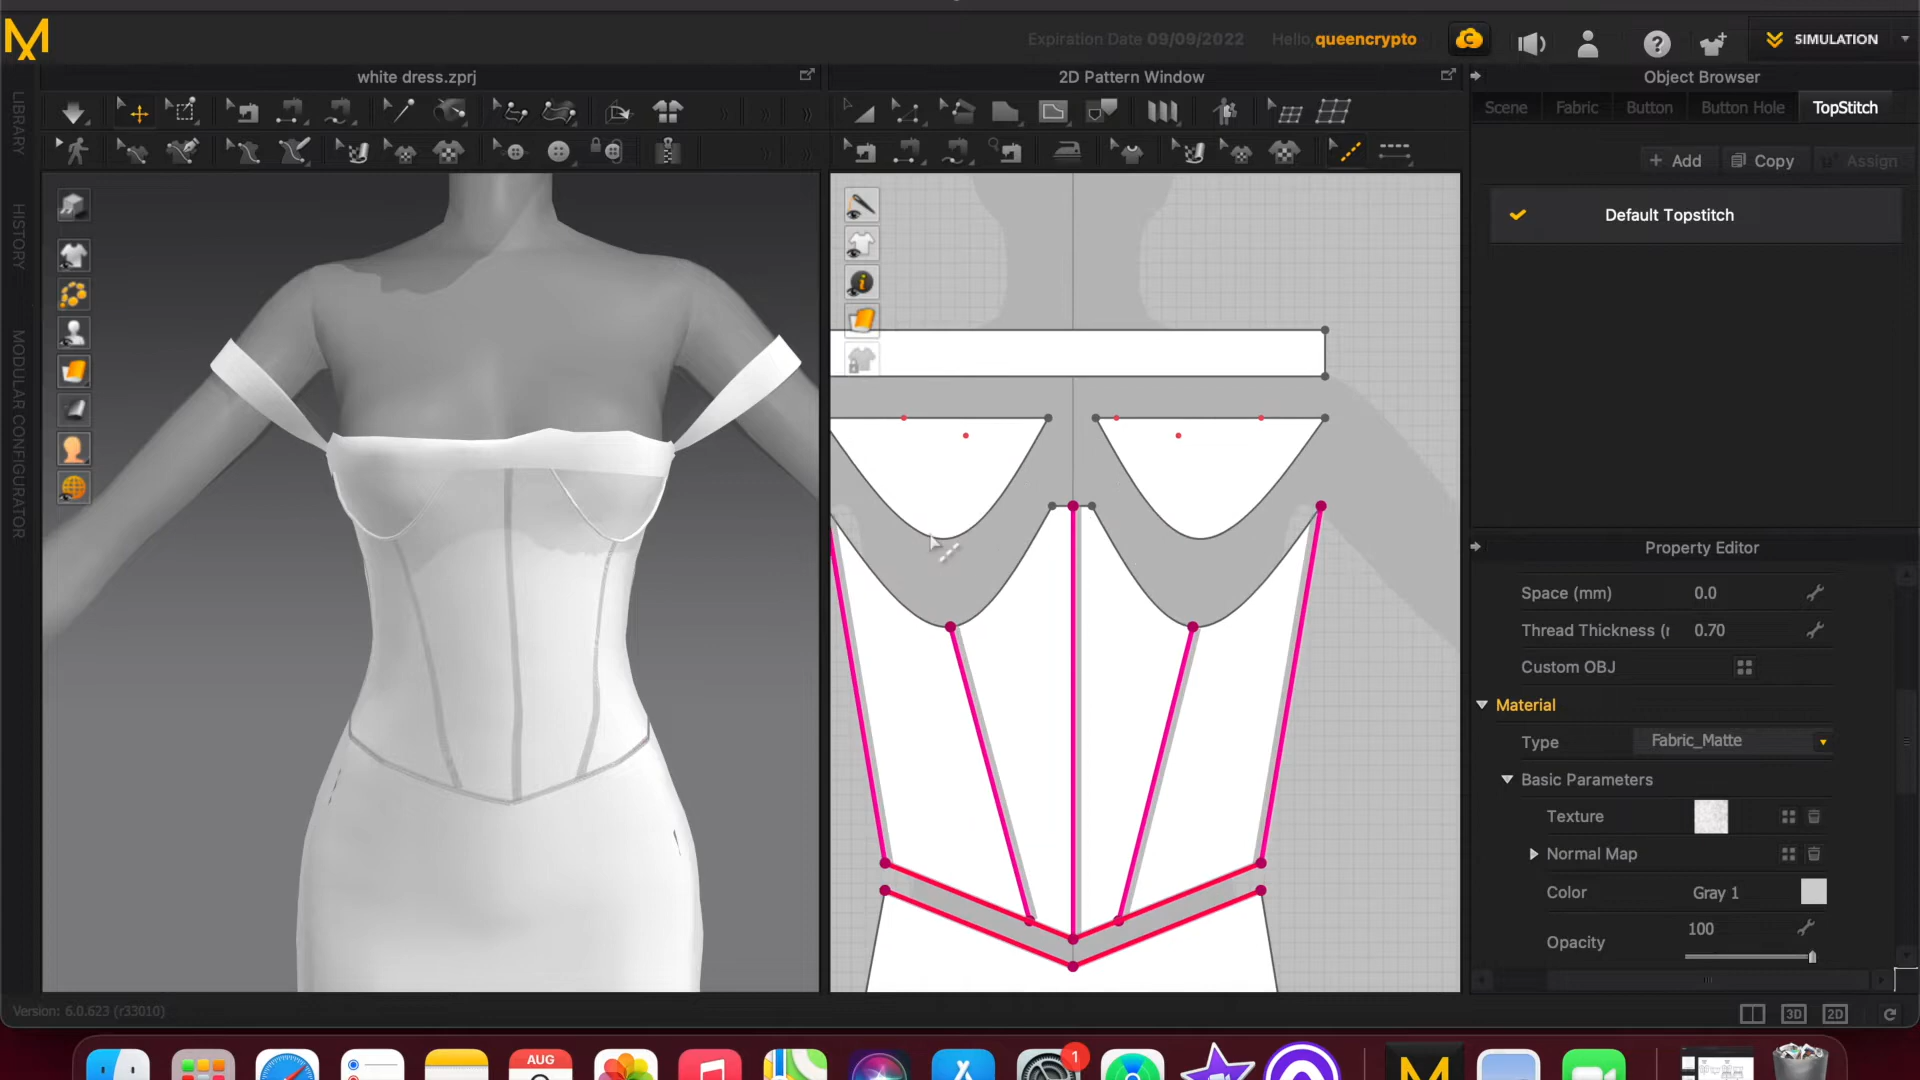 Expiration Date 09/09/2022
Hello, queencrypto
SIMULATION
white dress.zprj
2D Pattern Window
Object Browser
LIBRARY
HISTORY
MODULAR CONFIGURATOR
Scene
Fabric
Button
Button Hole
TopStitch
+ Add
Copy
Assign
Default Topstitch
Property Editor
Space (mm)
0.0
Thread Thickness (r
0.70
Custom OBJ
Material
Type
Fabric_Matte
Basic Parameters
Texture
Normal Map
Color
Gray 1
Opacity
100
Version: 6.0.623 (r33010)
3D
2D
AUG
1